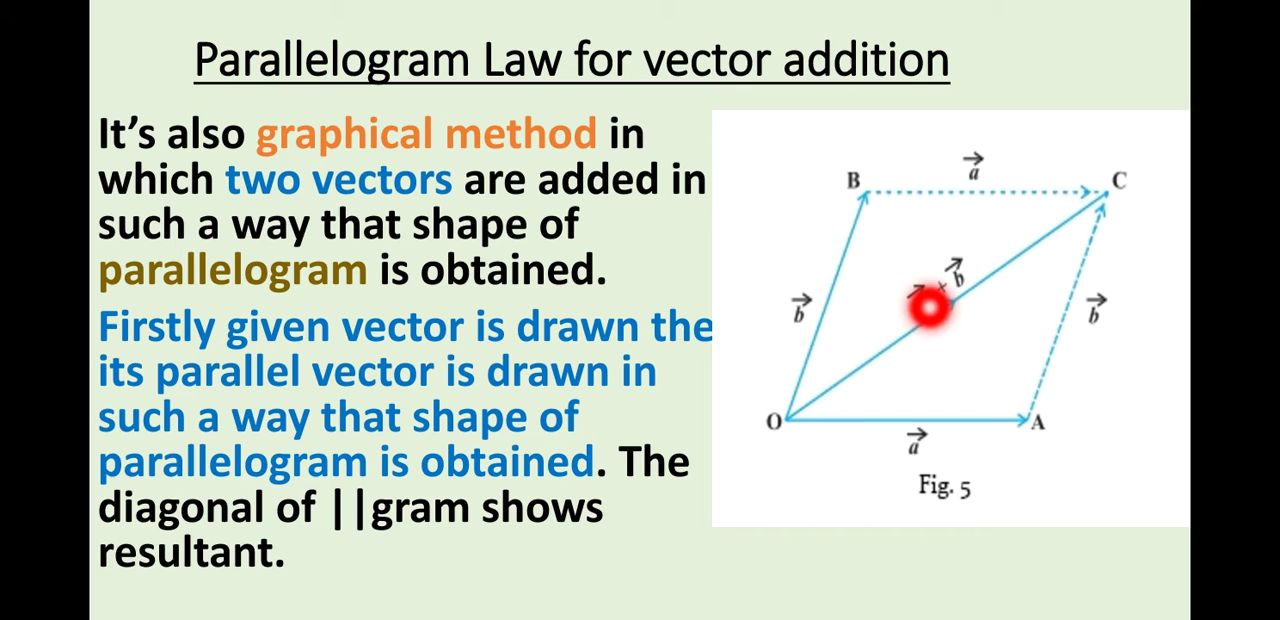 Parallelogram Law for vector addition
It's also graphical method in
which two vectors are added in
such a way that shape of
parallelogram is obtained.
Firstly given vector is drawn the
its parallel vector is drawn in
such a way that shape of
parallelogram is obtained. The
diagonal of ||gram shows
resultant.
a
B
C
+ b
b
b
O
A
a
Fig. 5